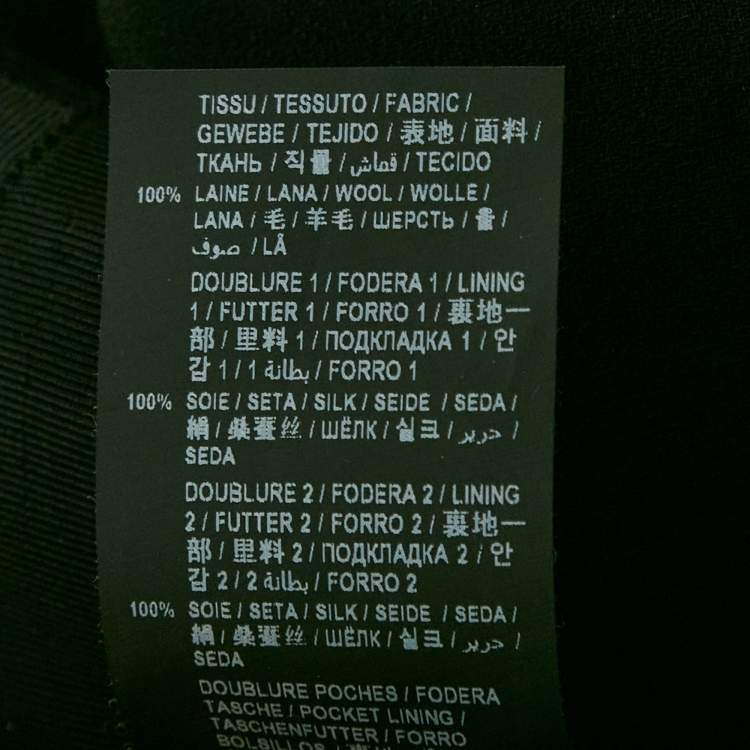 TISSU / TESSUTO / FABRIC /
GEWEBE / TEJIDO / 表地 / 面料 /
ТКАНЬ / 직물 / قماش / TECIDO
100% LAINE / LANA / WOOL / WOLLE /
LANA / 毛 / 羊毛 / ШЕРСТЬ / /
صوف / LÃ
DOUBLURE 1 / FODERA 1 / LINING
1 / FUTTER 1 / FORRO 1 / 裏地一
部 / 里料 1 / ПОДКЛАДКА 1 / 안
감 1 / 1 بطانة / FORRO 1
100% SOIE / SETA / SILK / SEIDE / SEDA /
絹 / 桑蚕丝 / ШЁЛК / 실크 / حرير /
SEDA
DOUBLURE 2 / FODERA 2 / LINING
2 / FUTTER 2 / FORRO 2 / 裏地一
部 / 里料 2 / ПОДКЛАДКА 2 / 안
감 2 / 2 بطانة / FORRO 2
100% SOIE / SETA / SILK / SEIDE / SEDA /
絹 / 桑蚕丝 / ШЁЛК / 실크 / حرير /
SEDA
DOUBLURE POCHES / FODERA
TASCHE / POCKET LINING /
TASCHENFUTTER / FORRO
BOLSILLOS /